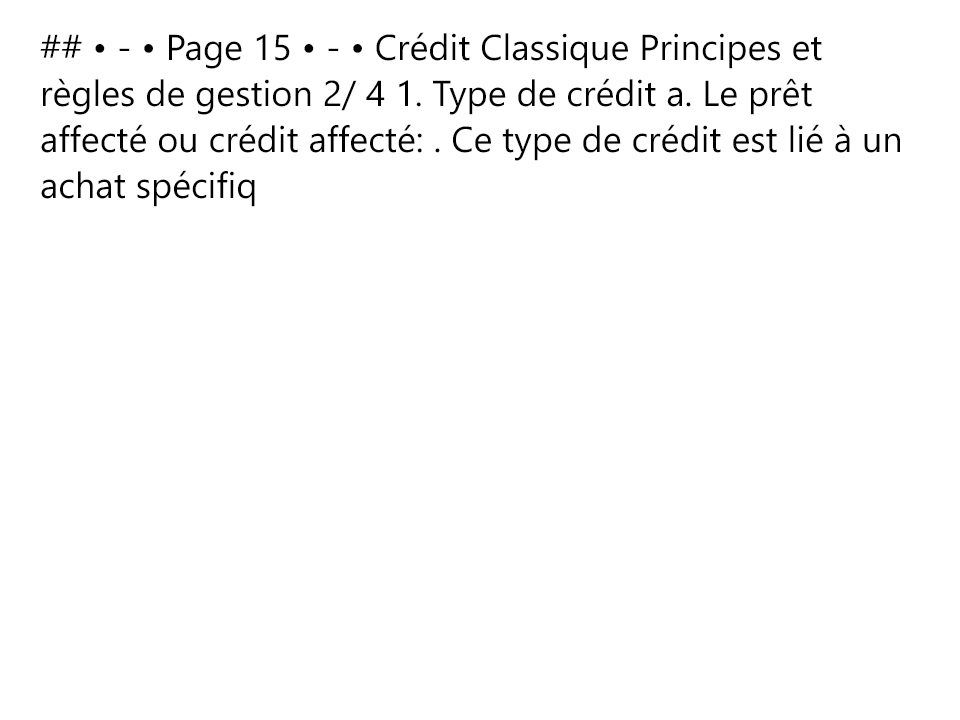 ## • - • Page 15 • - • Crédit Classique Principes et
règles de gestion 2/ 4 1. Type de crédit a. Le prêt
affecté ou crédit affecté: . Ce type de crédit est lié à un
achat spécifiq